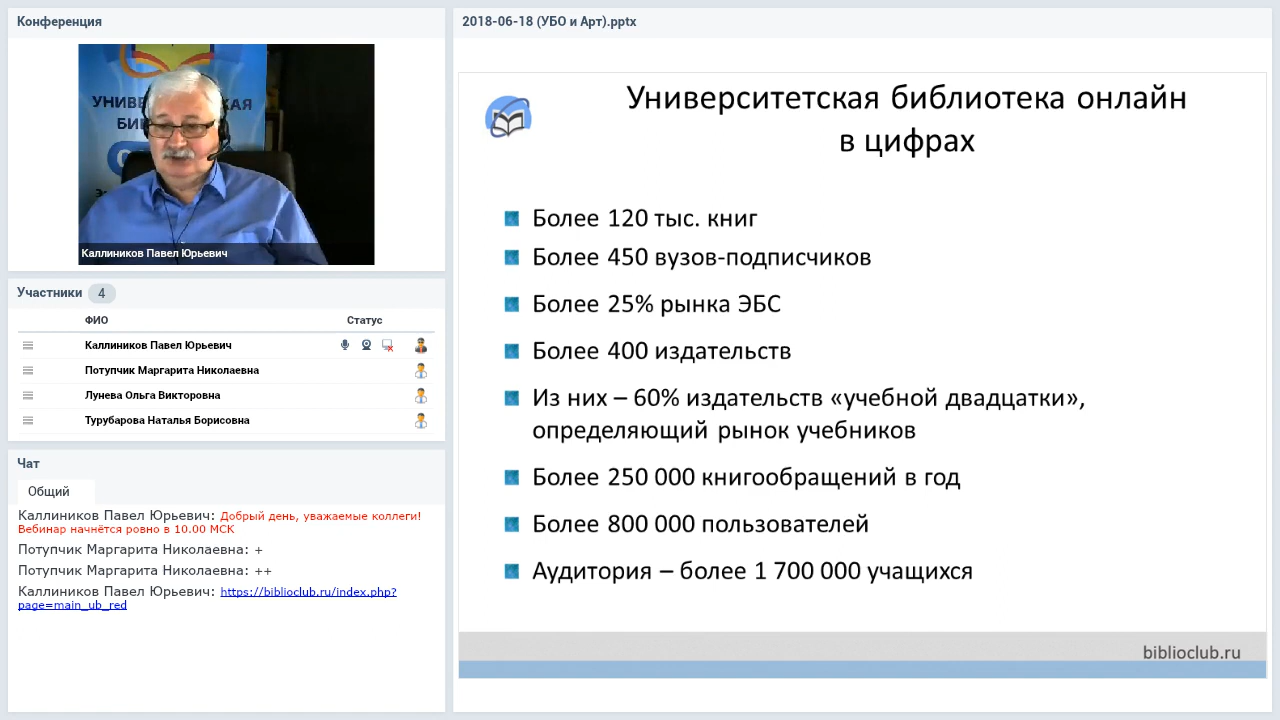 Конференция
УНИВЕ
СКАЯ
БИ
Каллиников Павел Юрьевич
Участники 4
ФИО Статус
Каллиников Павел Юрьевич
Потупчик Маргарита Николаевна
Лунева Ольга Викторовна
Турубарова Наталья Борисовна
Чат
Общий
Каллиников Павел Юрьевич: Добрый день, уважаемые коллеги!
Вебинар начнётся ровно в 10.00 МСК
Потупчик Маргарита Николаевна: +
Потупчик Маргарита Николаевна: ++
Каллиников Павел Юрьевич: https://biblioclub.ru/index.php?
page=main_ub_red
2018-06-18 (УБО и Арт).pptx
Университетская библиотека онлайн
в цифрах
Более 120 тыс. книг
Более 450 вузов-подписчиков
Более 25% рынка ЭБС
Более 400 издательств
Из них – 60% издательств «учебной двадцатки»,
определяющий рынок учебников
Более 250 000 книгообращений в год
Более 800 000 пользователей
Аудитория – более 1 700 000 учащихся
biblioclub.ru